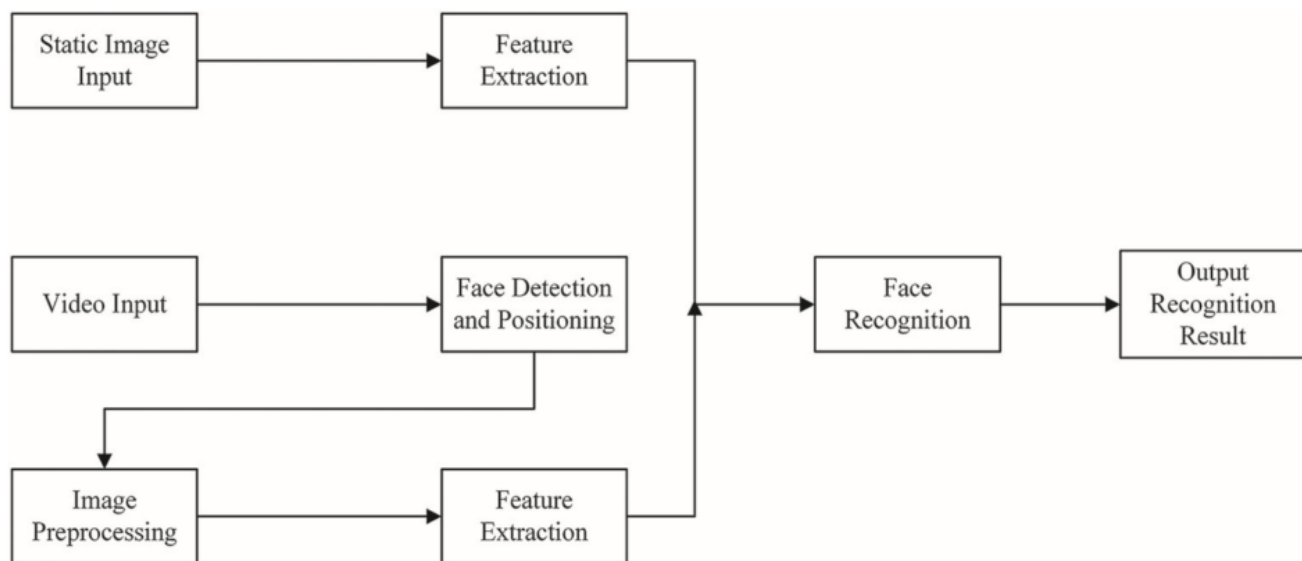 Static Image
Input
Feature
Extraction
Video Input
Face Detection
and Positioning
Face
Recognition
Output
Recognition
Result
Image
Preprocessing
Feature
Extraction